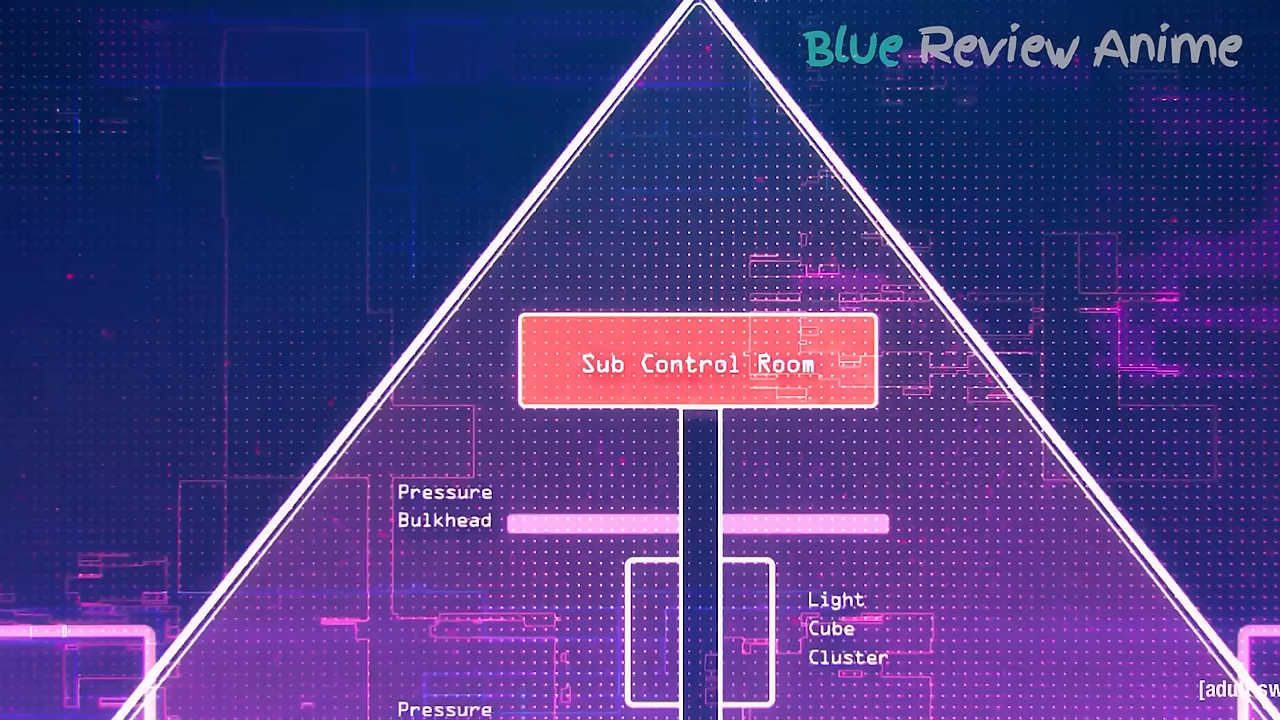 Blue Review Anime
Sub Control Room
Pressure
Bulkhead
Light
Cube
Cluster
Pressure